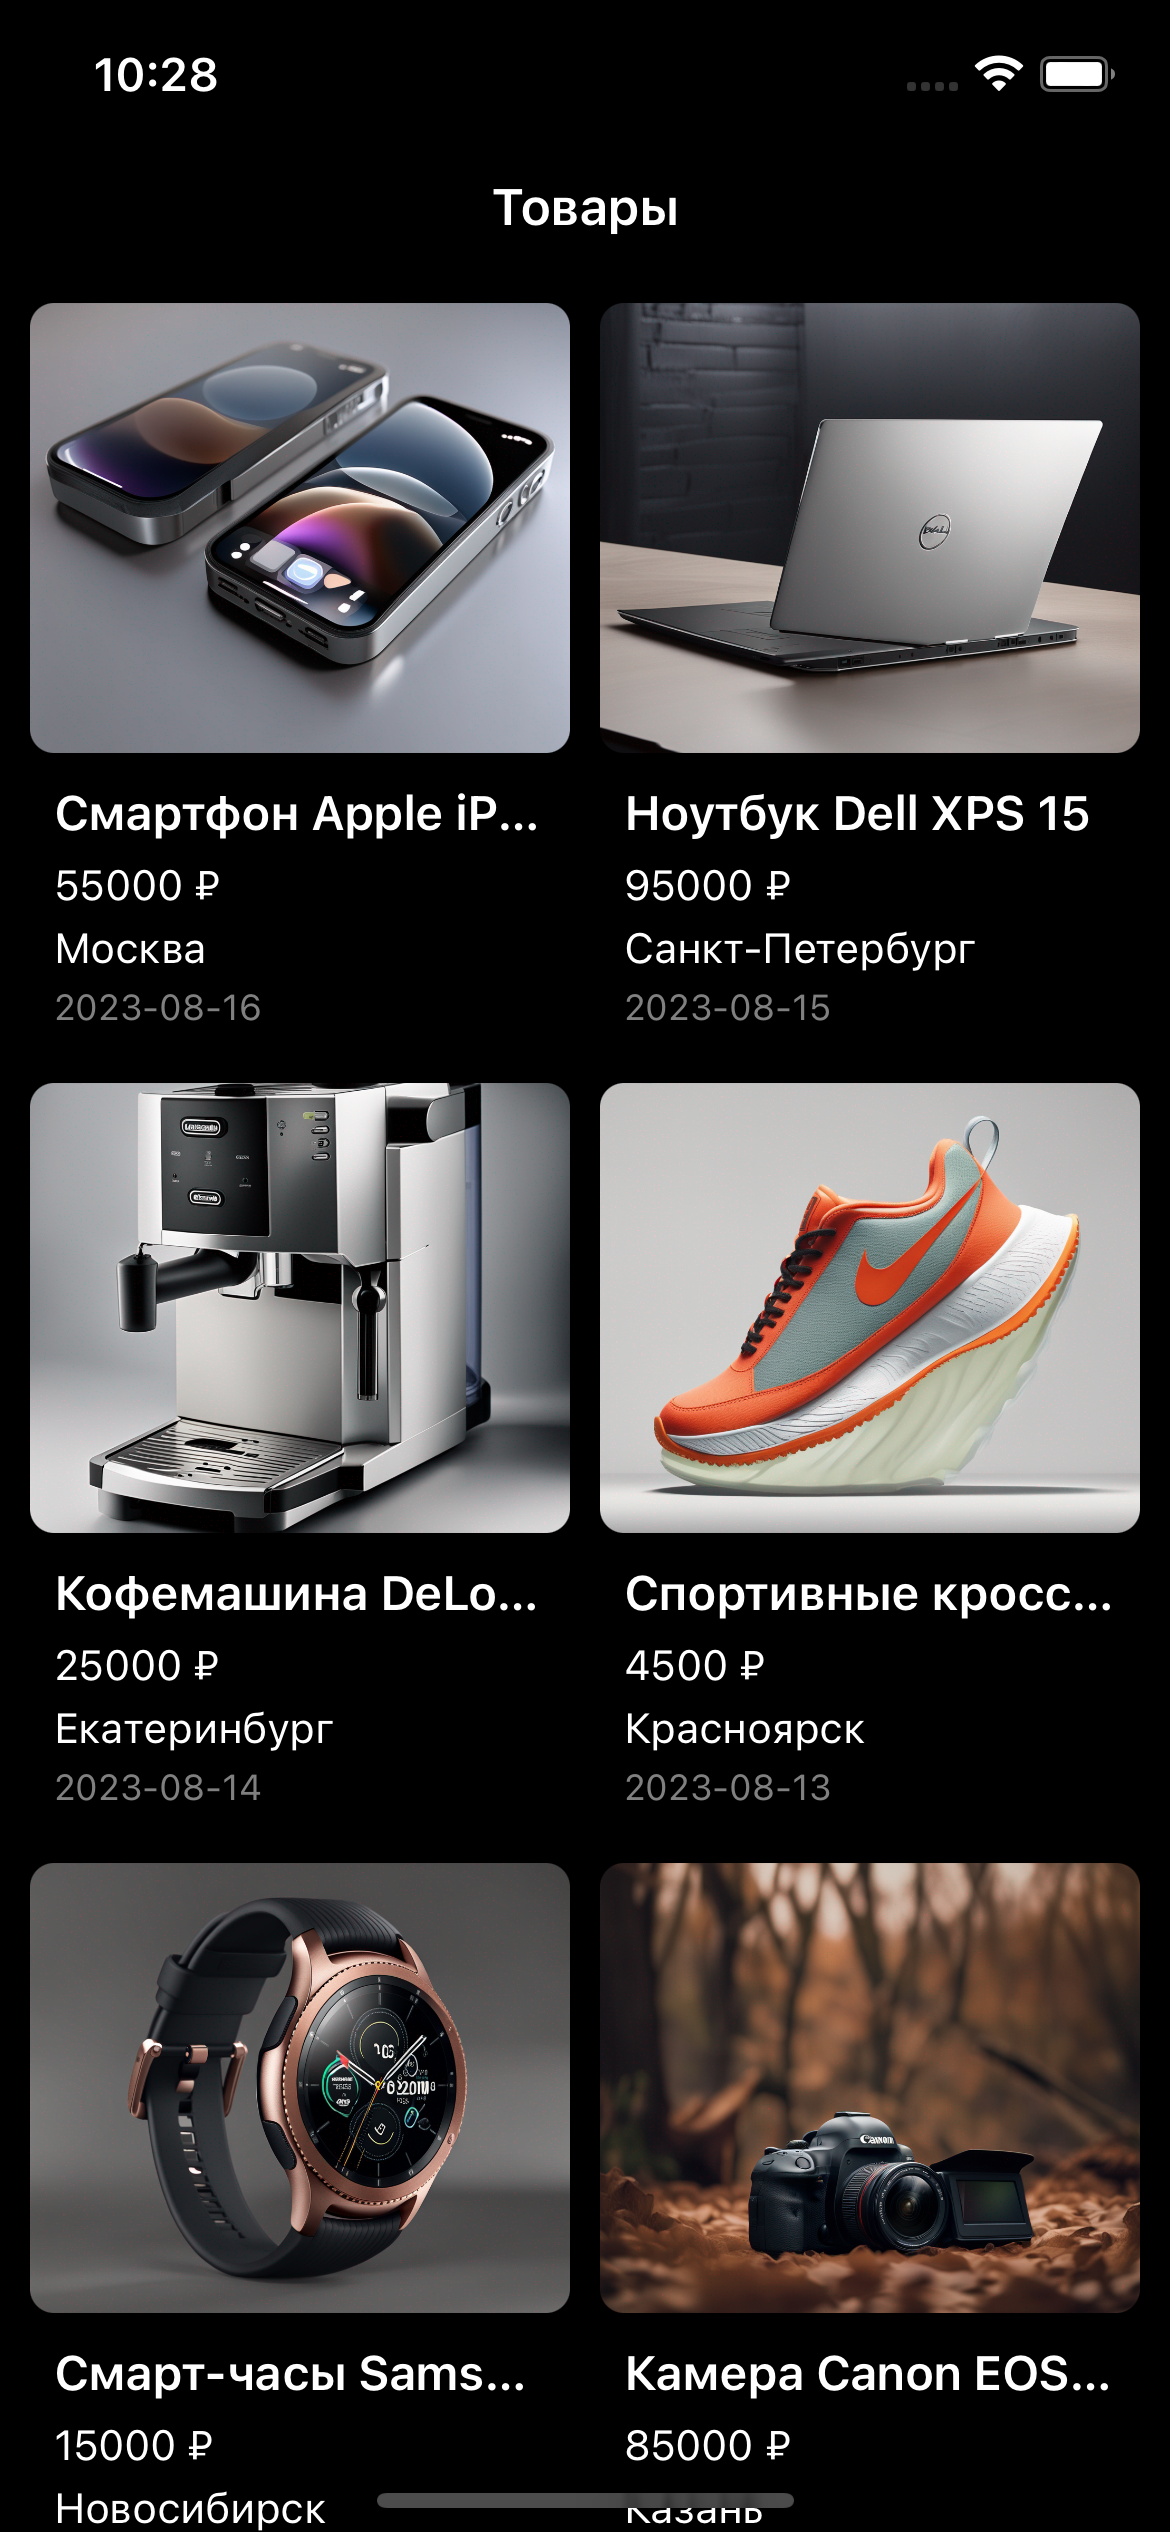 10:28
Товары
DELL
Смартфон Apple iP...
55000 ₽
Москва
2023-08-16
Ноутбук Dell XPS 15
95000 ₽
Санкт-Петербург
2023-08-15
Кофемашина DeLo...
25000 ₽
Екатеринбург
2023-08-14
Спортивные кросс...
4500 ₽
Красноярск
2023-08-13
Canon
Смарт-часы Sams...
15000 ₽
Новосибирск
Камера Canon EOS...
85000 ₽
Казань